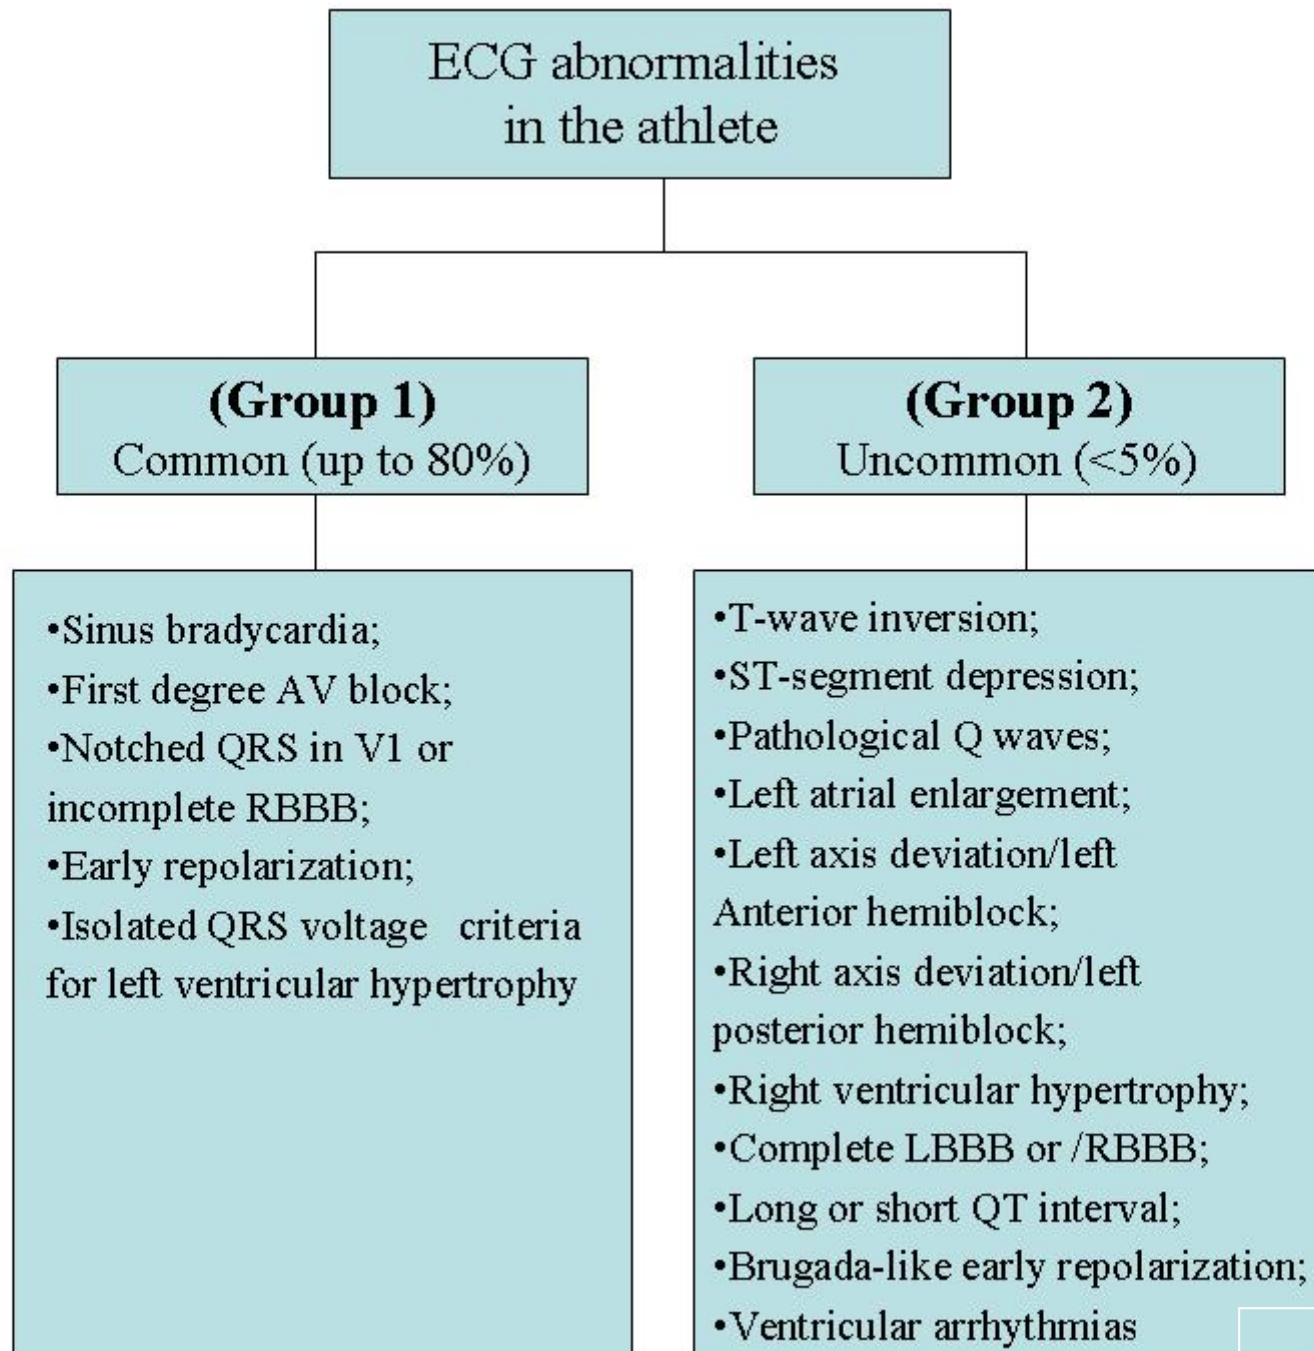 ECG abnormalities
in the athlete
(Group 1)
Common (up to 80%)
(Group 2)
Uncommon (<5%)
•Sinus bradycardia;
•First degree AV block;
•Notched QRS in V1 or
incomplete RBBB;
•Early repolarization;
•Isolated QRS voltage criteria
for left ventricular hypertrophy
•T-wave inversion;
•ST-segment depression;
•Pathological Q waves;
•Left atrial enlargement;
•Left axis deviation/left
Anterior hemiblock;
•Right axis deviation/left
posterior hemiblock;
•Right ventricular hypertrophy;
•Complete LBBB or /RBBB;
•Long or short QT interval;
•Brugada-like early repolarization;
•Ventricular arrhythmias